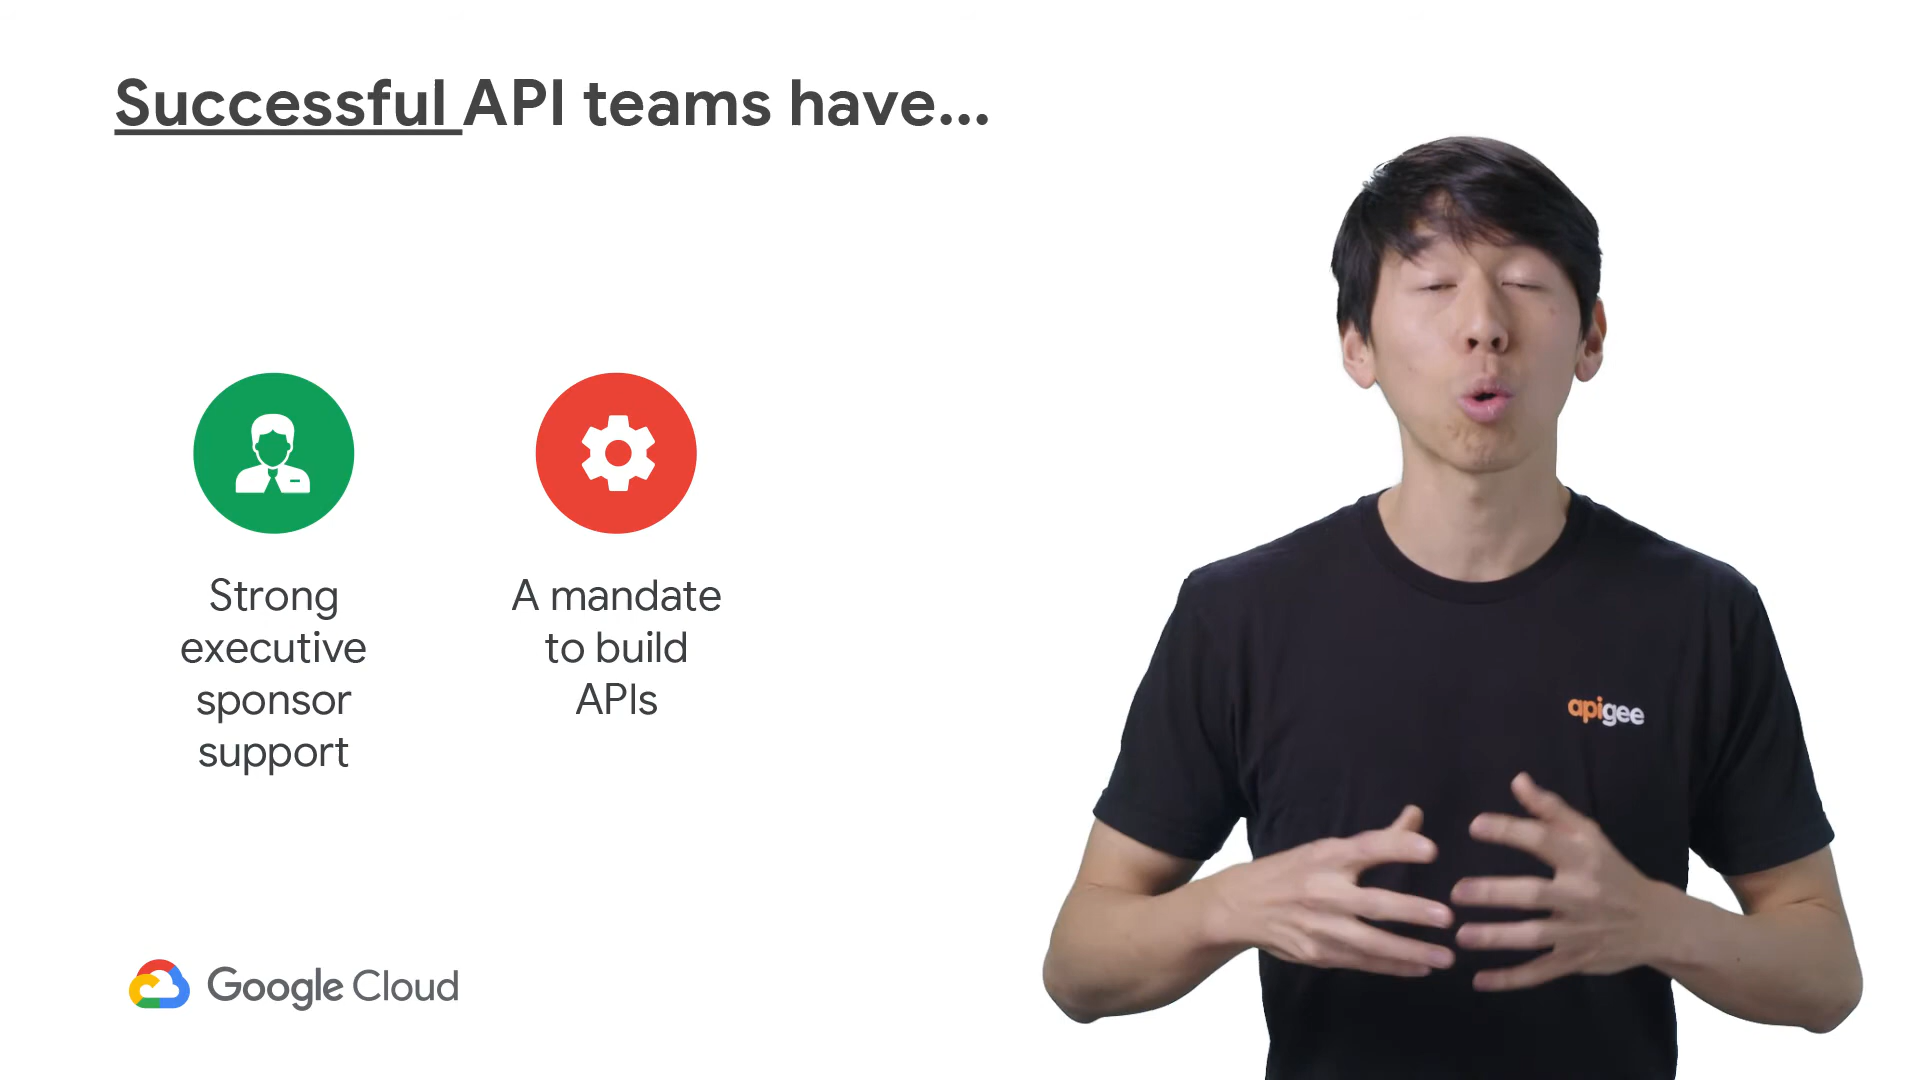 Successful API teams have...
Strong
executive
sponsor
support
A mandate
to build
APIs
apigee
Google Cloud